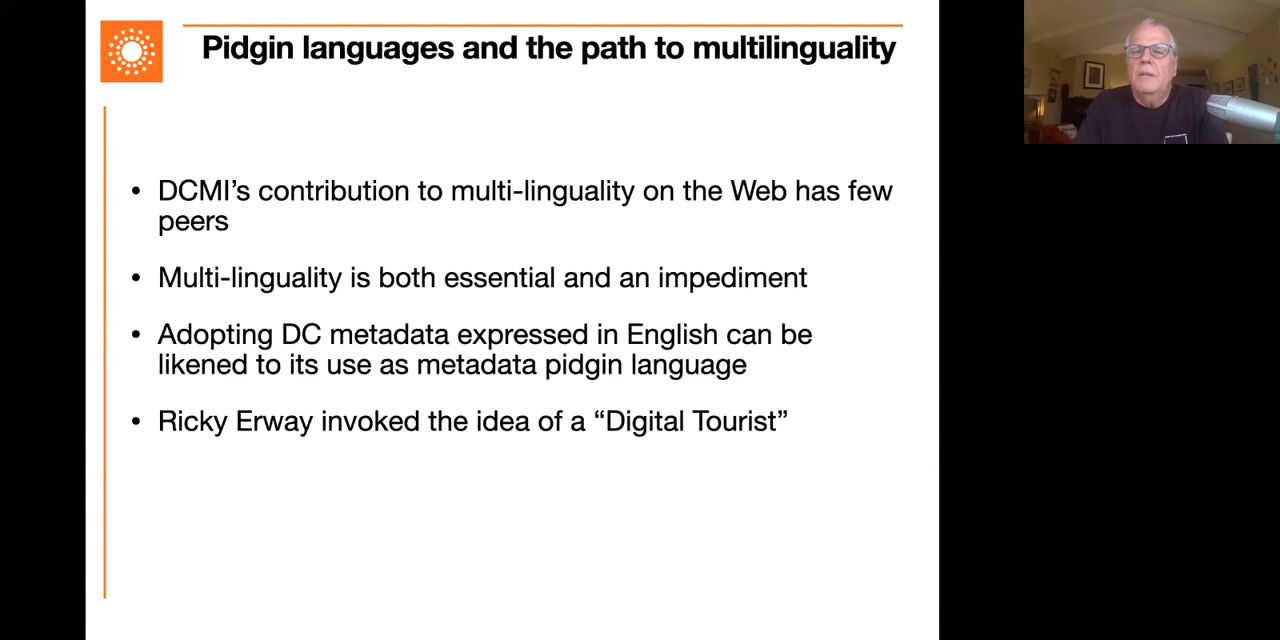 Pidgin languages and the path to multilinguality
• DCMI’s contribution to multi-linguality on the Web has few
peers
• Multi-linguality is both essential and an impediment
• Adopting DC metadata expressed in English can be
likened to its use as metadata pidgin language
• Ricky Erway invoked the idea of a “Digital Tourist”